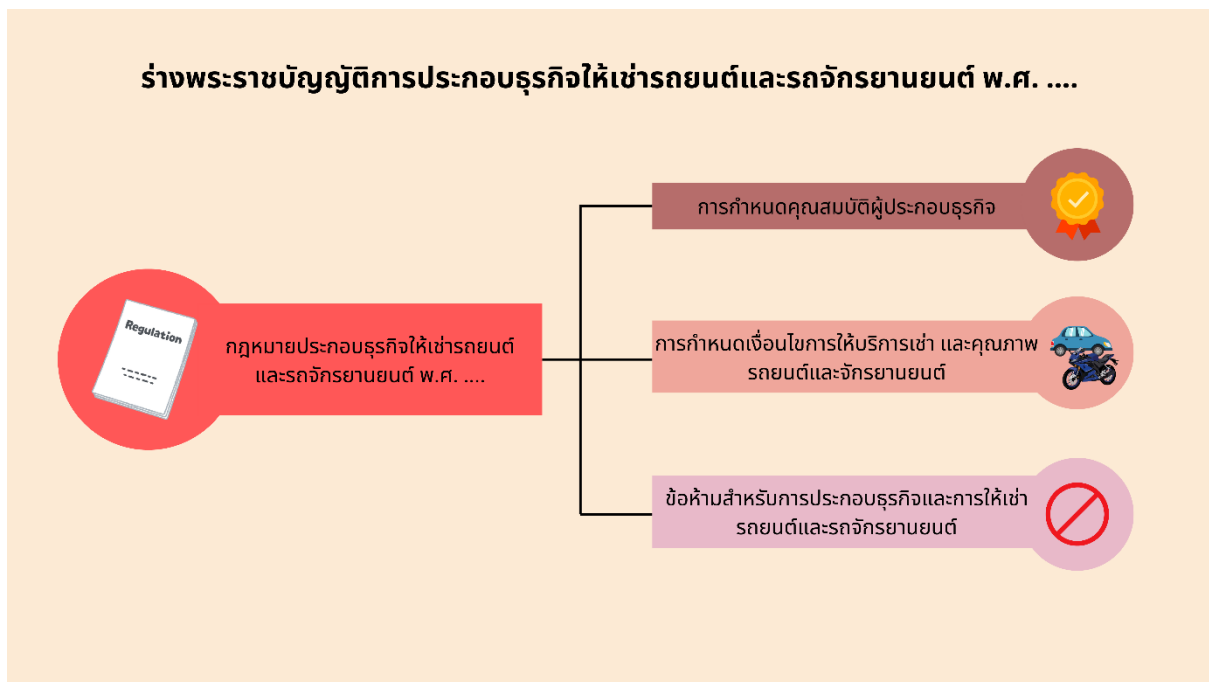 ร่างพระราชบัญญัติการประกอบธุรกิจให้เช่ารถยนต์และรถจักรยานยนต์ พ.ศ. ....
การกำหนดคุณสมบัติผู้ประกอบธุรกิจ
Regulation
กฎหมายประกอบธุรกิจให้เช่ารถยนต์
และรถจักรยานยนต์ พ.ศ. ....
การกำหนดเงื่อนไขการให้บริการเช่า และคุณภาพ
รถยนต์และจักรยานยนต์
ข้อห้ามสำหรับการประกอบธุรกิจและการให้เช่า
รถยนต์และรถจักรยานยนต์